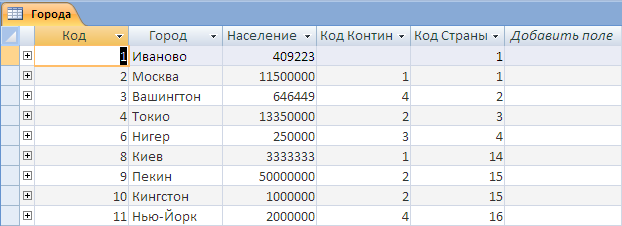 Города
Код Город Население Код Контин Код Страны Добавить поле
1 Иваново 409223 1
2 Москва 11500000 1 1
3 Вашингтон 646449 4 2
4 Токио 13350000 2 3
6 Нигер 250000 3 4
8 Киев 3333333 1 14
9 Пекин 50000000 2 15
10 Кингстон 1000000 2 15
11 Нью-Йорк 2000000 4 16